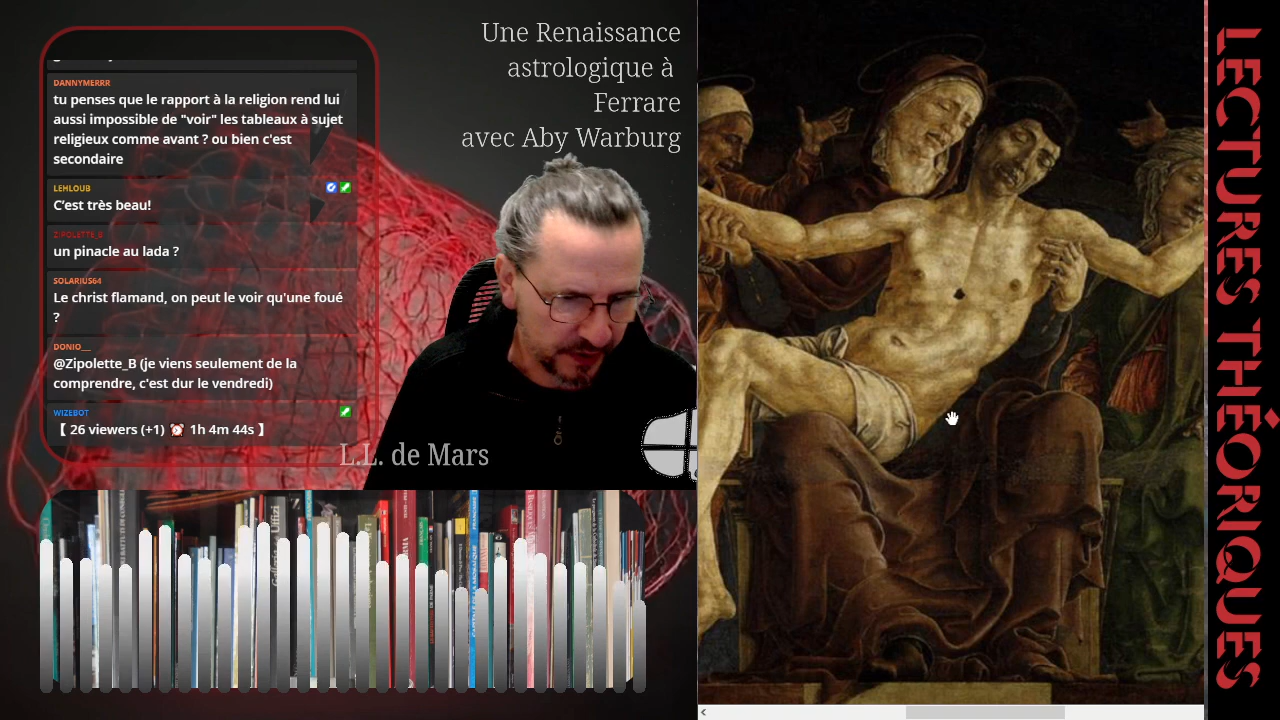 Une Renaissance
astrologique à
Ferrare
avec Aby Warburg
DANNYMERRR
tu penses que le rapport à la religion rend lui
aussi impossible de "voir" les tableaux à sujet
religieux comme avant ? ou bien c'est
secondaire
LEHLOUB
C'est très beau!
ZIPOLETTE_B
un pinacle au lada ?
SOLARIUS64
Le christ flamand, on peut le voir qu'une foué
?
DONIO__
@Zipolette_B (je viens seulement de la
comprendre, c'est dur le vendredi)
WIZEBOT
【 26 viewers (+1) ⏰ 1h 4m 44s 】
L.L. de Mars
LECTURES THÉORIQUES